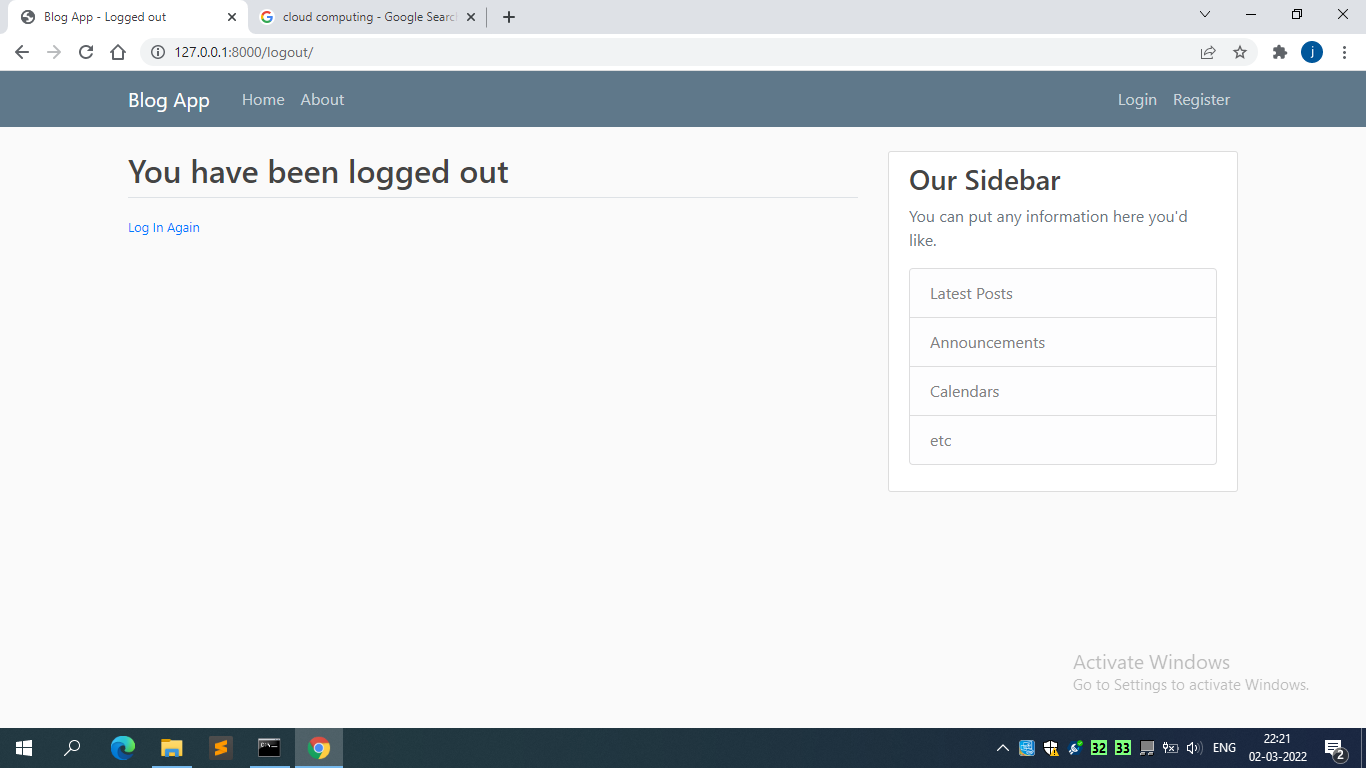 Blog App - Logged out
cloud computing - Google Searc
127.0.0.1:8000/logout/
j
Blog App Home About Login Register
You have been logged out
Log In Again
Our Sidebar
You can put any information here you'd
like.
Latest Posts
Announcements
Calendars
etc
Activate Windows
Go to Settings to activate Windows.
32 33 ENG
22:21
02-03-2022
2